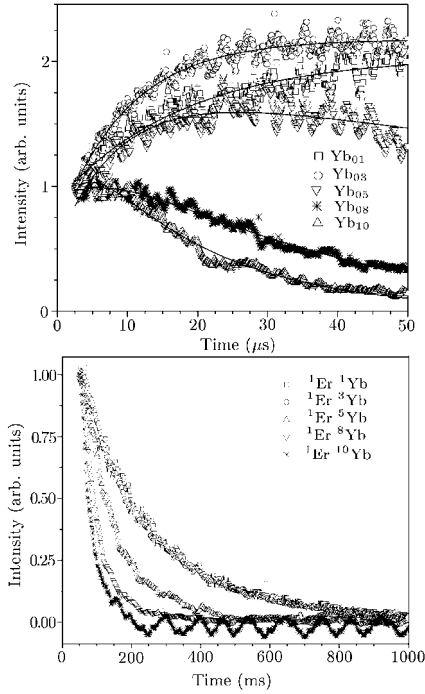 Intensity (arb. units)
2
1
0
Yb01
Yb03
Yb05
Yb08
Yb10
0 10 20 30 40 50
Time (μs)
Intensity (arb. units)
1.00
0.75
0.50
0.25
0.00
¹Er ¹Yb
¹Er ³Yb
¹Er ⁵Yb
¹Er ⁸Yb
¹Er ¹⁰Yb
0 200 400 600 800 1000
Time (ms)